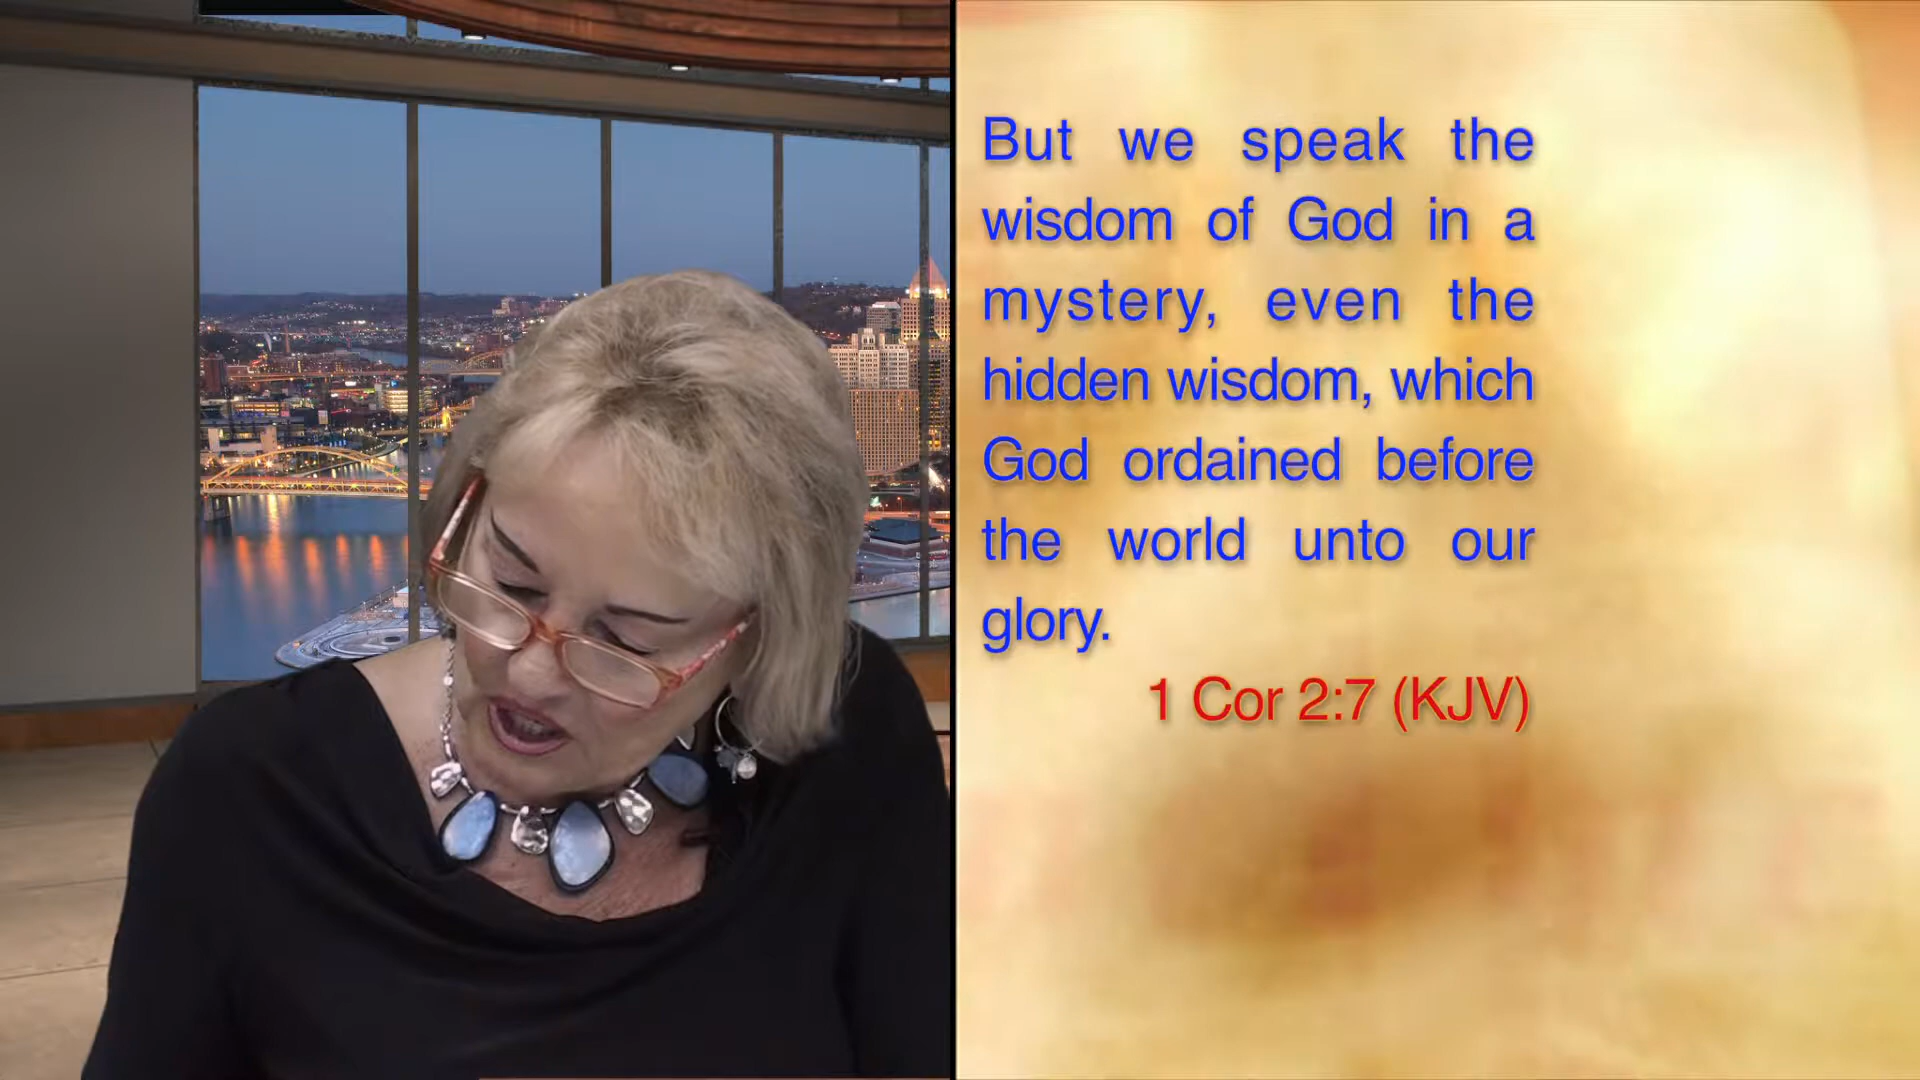 But we speak the
wisdom of God in a
mystery, even the
hidden wisdom, which
God ordained before
the world unto our
glory.
1 Cor 2:7 (KJV)